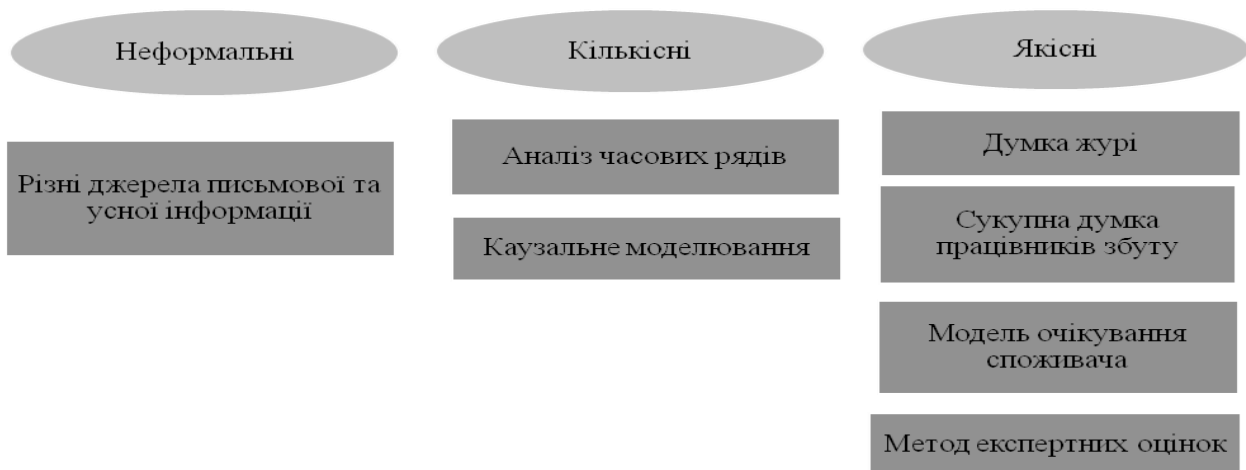 Неформальні
Різні джерела письмової та
усної інформації
Кількісні
Аналіз часових рядів
Каузальне моделювання
Якісні
Думка журі
Сукупна думка
працівників збуту
Модель очікування
споживача
Метод експертних оцінок